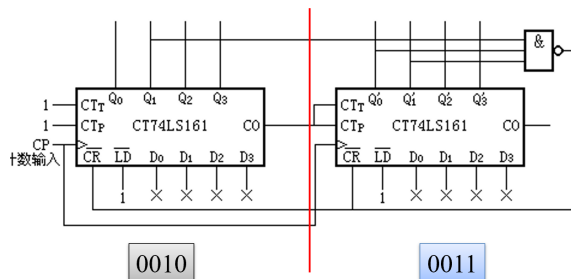 &
Q0 Q1 Q2 Q3
Q'0 Q'1 Q'2 Q'3
1 CTT
1 CTP CT74LS161 CO
CTT
CTP CT74LS161 CO
CP
计数输入
CR LD D0 D1 D2 D3
CR LD D0 D1 D2 D3
1 × × × ×
1 × × × ×
0010
0011